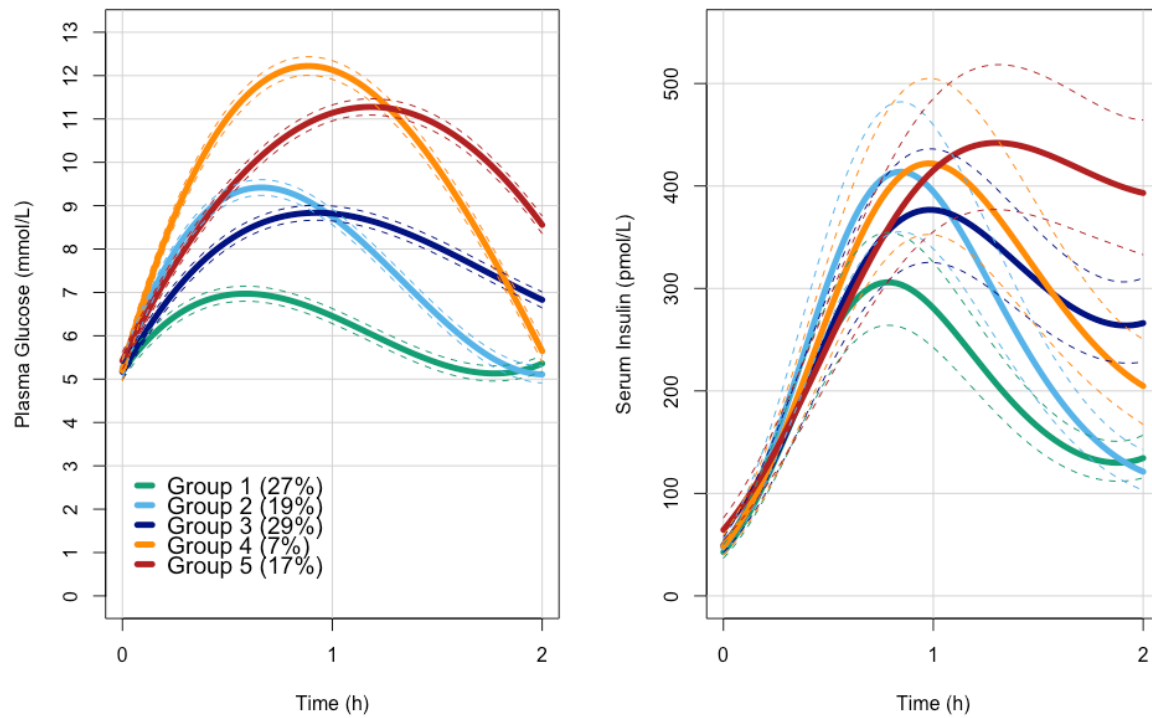 Plasma Glucose (mmol/L)
13
12
11
10
9
8
7
6
5
4
3
2
1
0
Group 1 (27%)
Group 2 (19%)
Group 3 (29%)
Group 4 (7%)
Group 5 (17%)
0 1 2
Time (h)
Serum Insulin (pmol/L)
500
400
300
200
100
0
0 1 2
Time (h)